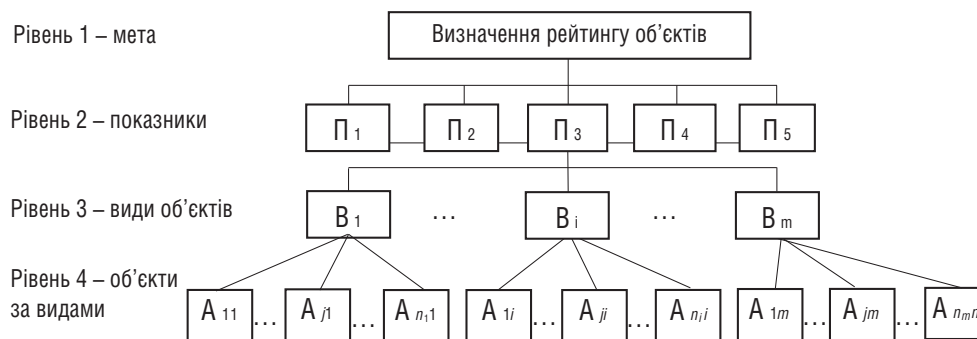 Рівень 1 – мета
Визначення рейтингу об’єктів
Рівень 2 – показники
П 1 П 2 П 3 П 4 П 5
Рівень 3 – види об’єктів
В 1 ... В i ... В m
Рівень 4 – об’єкти
за видами
А 11 ... А j1 ... А n₁1 А 1i ... А ji ... А nᵢi А 1m ... А jm ... А nₘn